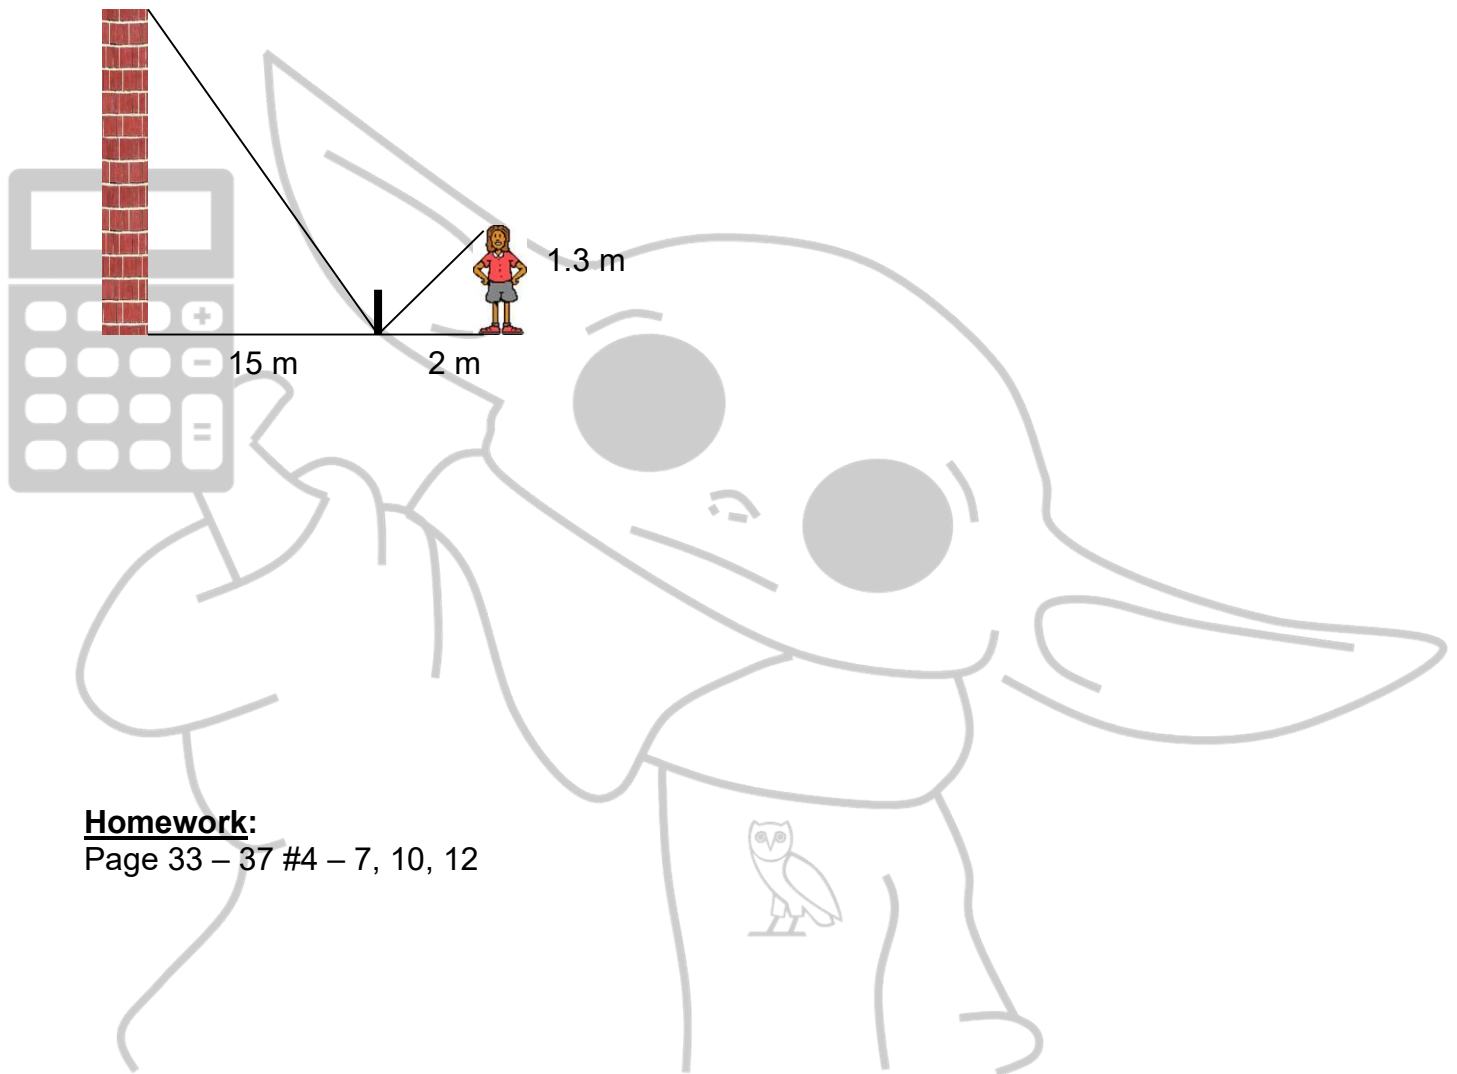 1.3 m
15 m
2 m
+
−
=
Homework:
Page 33 – 37 #4 – 7, 10, 12